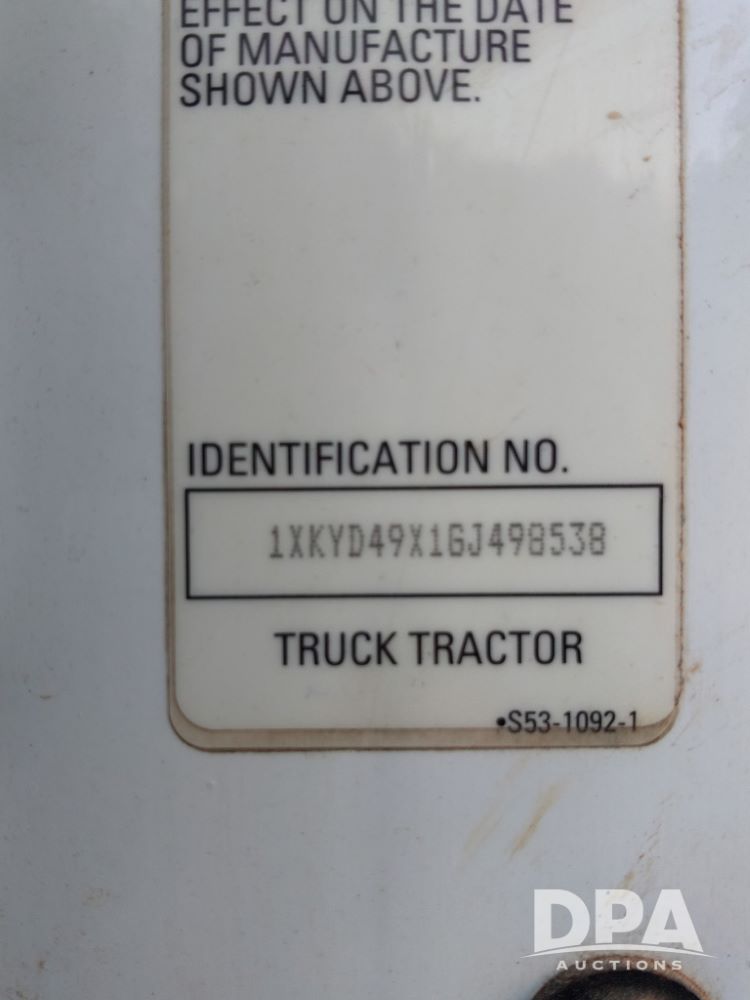 EFFECT ON THE DATE
OF MANUFACTURE
SHOWN ABOVE.
IDENTIFICATION NO.
1XKYD49X1GJ498538
TRUCK TRACTOR
•S53-1092-1
DPA
AUCTIONS